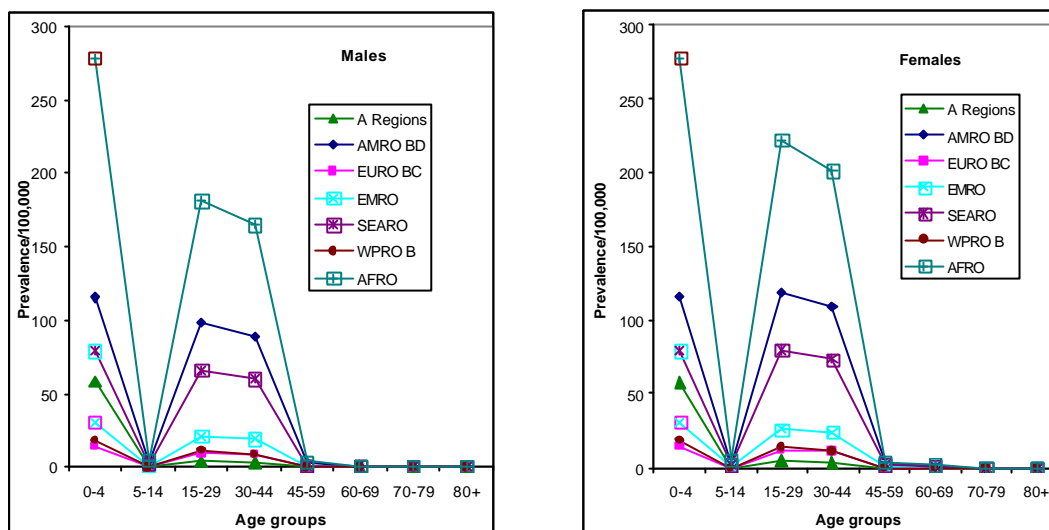 Males
Prevalence/100,000
300
250
200
150
100
50
0
A Regions
AMRO BD
EURO BC
EMRO
SEARO
WPRO B
AFRO
0-4 5-14 15-29 30-44 45-59 60-69 70-79 80+
Age groups
Females
Prevalence/100,000
300
250
200
150
100
50
0
A Regions
AMRO BD
EURO BC
EMRO
SEARO
WPRO B
AFRO
0-4 5-14 15-29 30-44 45-59 60-69 70-79 80+
Age groups